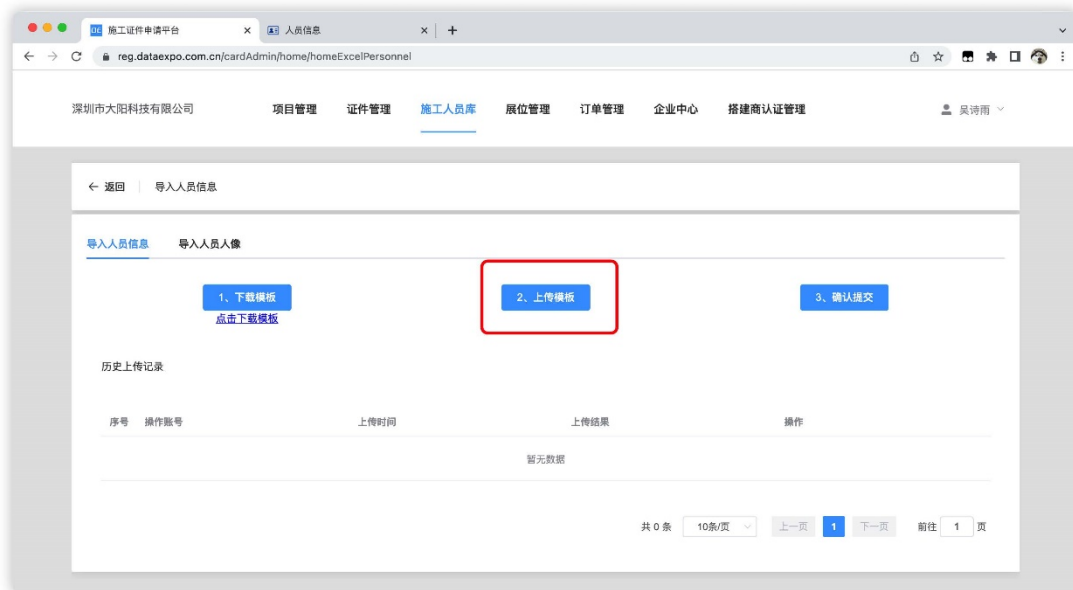 施工证件申请平台 人员信息
reg.dataexpo.com.cn/cardAdmin/home/homeExcelPersonnel
深圳市大阳科技有限公司 项目管理 证件管理 施工人员库 展位管理 订单管理 企业中心 搭建商认证管理 吴诗雨
← 返回 导入人员信息
导入人员信息 导入人员人像
1、下载模板 2、上传模板 3、确认提交
点击下载模板
历史上传记录
序号 操作账号 上传时间 上传结果 操作
暂无数据
共 0 条 10条/页 上一页 1 下一页 前往 1 页